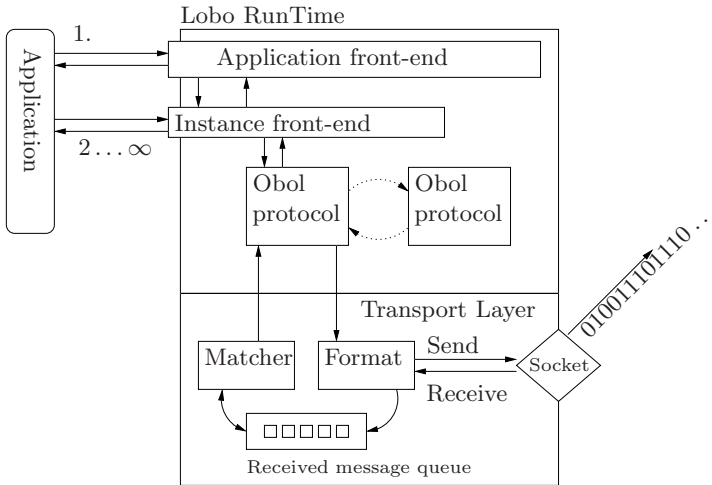 Lobo RunTime
1.
Application front-end
Application
Instance front-end
2 . . . ∞
Obol
protocol
Obol
protocol
010011101110 . .
Transport Layer
Matcher
Format
Send
Socket
Receive
Received message queue